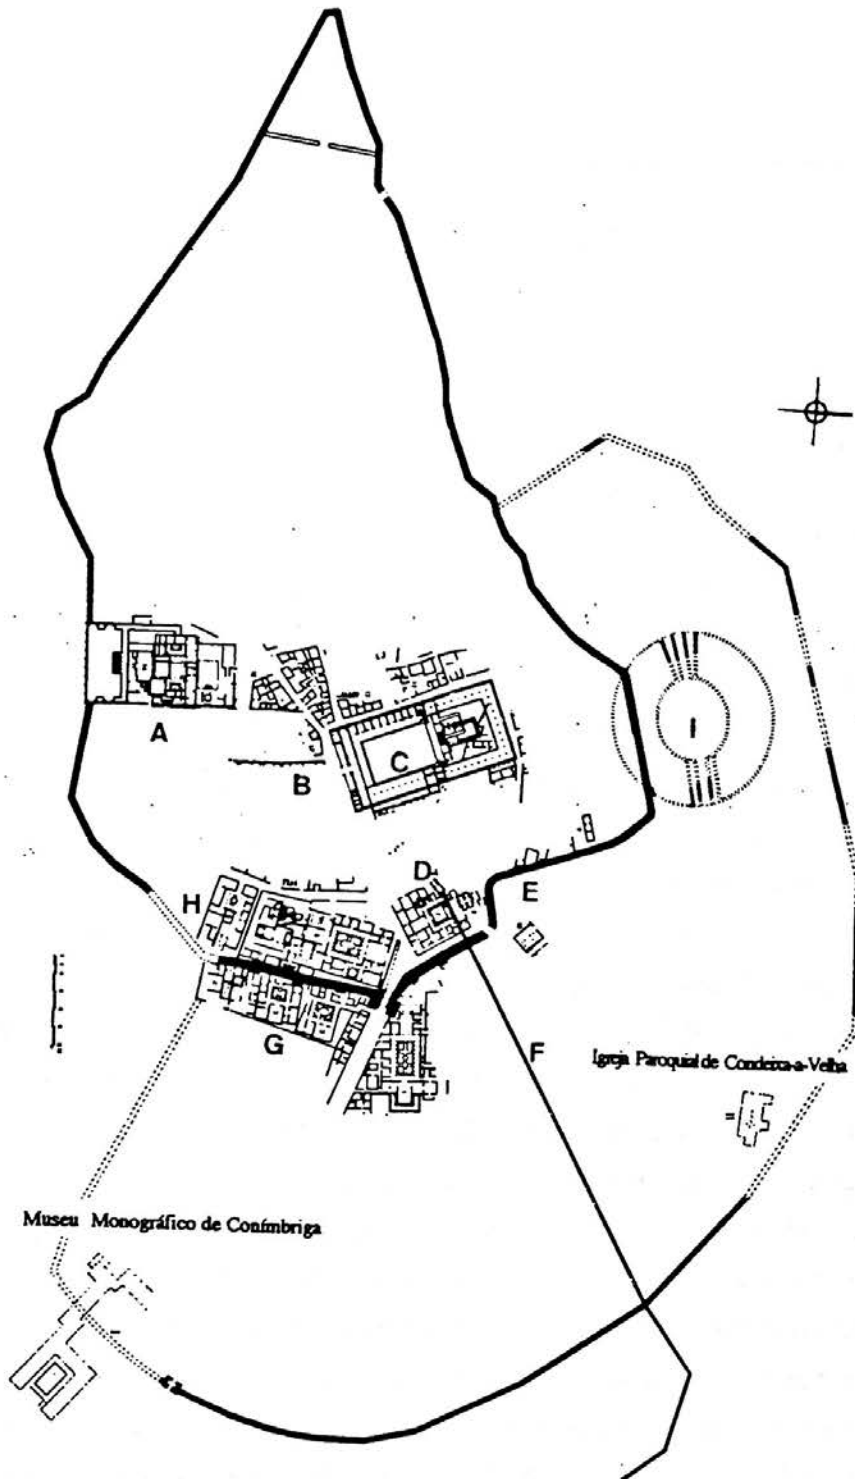 A
B
C
I
D
E
H
G
F
I
Igreja Paroquial de Condeixa-a-Velha
Museu Monográfico de Conímbriga